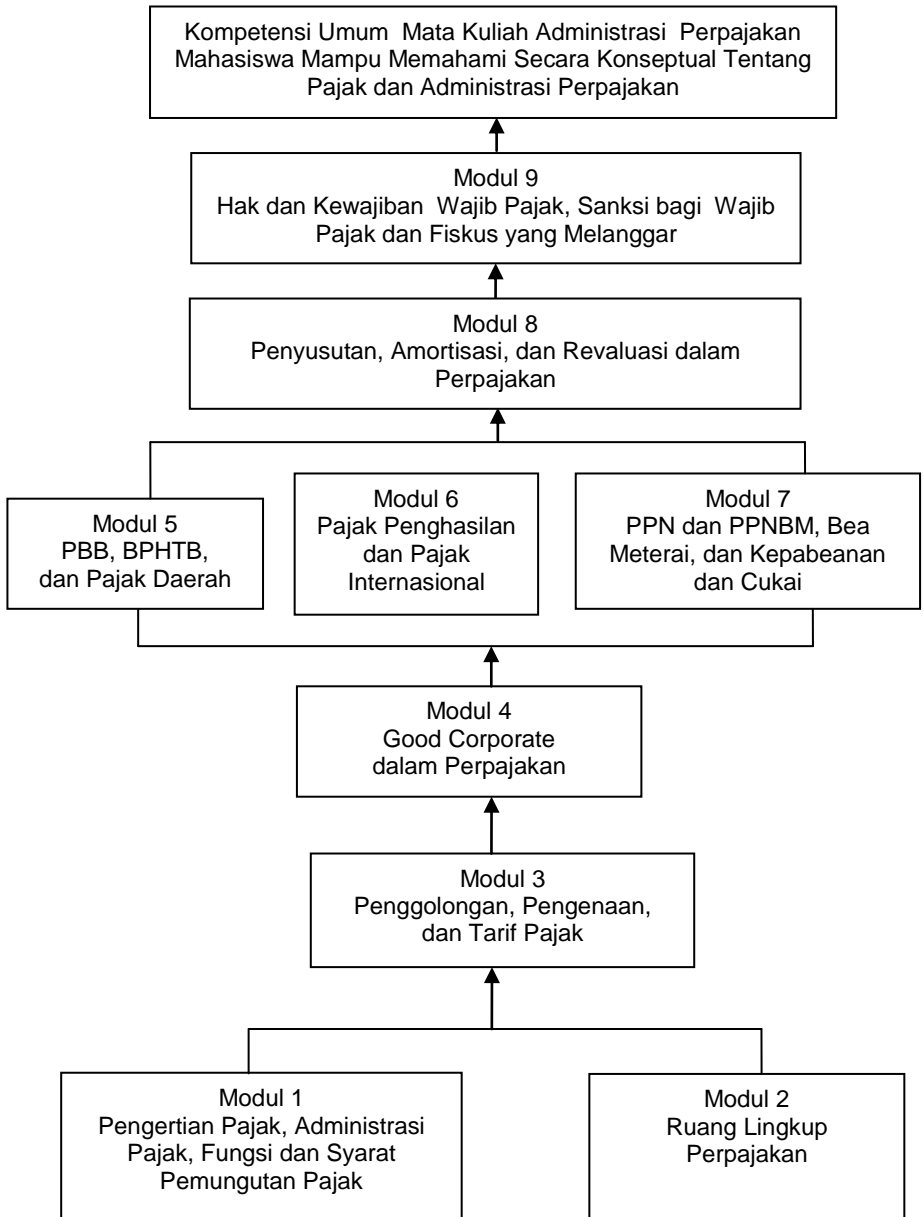 Kompetensi Umum Mata Kuliah Administrasi Perpajakan
Mahasiswa Mampu Memahami Secara Konseptual Tentang
Pajak dan Administrasi Perpajakan
Modul 9
Hak dan Kewajiban Wajib Pajak, Sanksi bagi Wajib
Pajak dan Fiskus yang Melanggar
Modul 8
Penyusutan, Amortisasi, dan Revaluasi dalam
Perpajakan
Modul 5
PBB, BPHTB,
dan Pajak Daerah
Modul 6
Pajak Penghasilan
dan Pajak
Internasional
Modul 7
PPN dan PPNBM, Bea
Meterai, dan Kepabeanan
dan Cukai
Modul 4
Good Corporate
dalam Perpajakan
Modul 3
Penggolongan, Pengenaan,
dan Tarif Pajak
Modul 1
Pengertian Pajak, Administrasi
Pajak, Fungsi dan Syarat
Pemungutan Pajak
Modul 2
Ruang Lingkup
Perpajakan